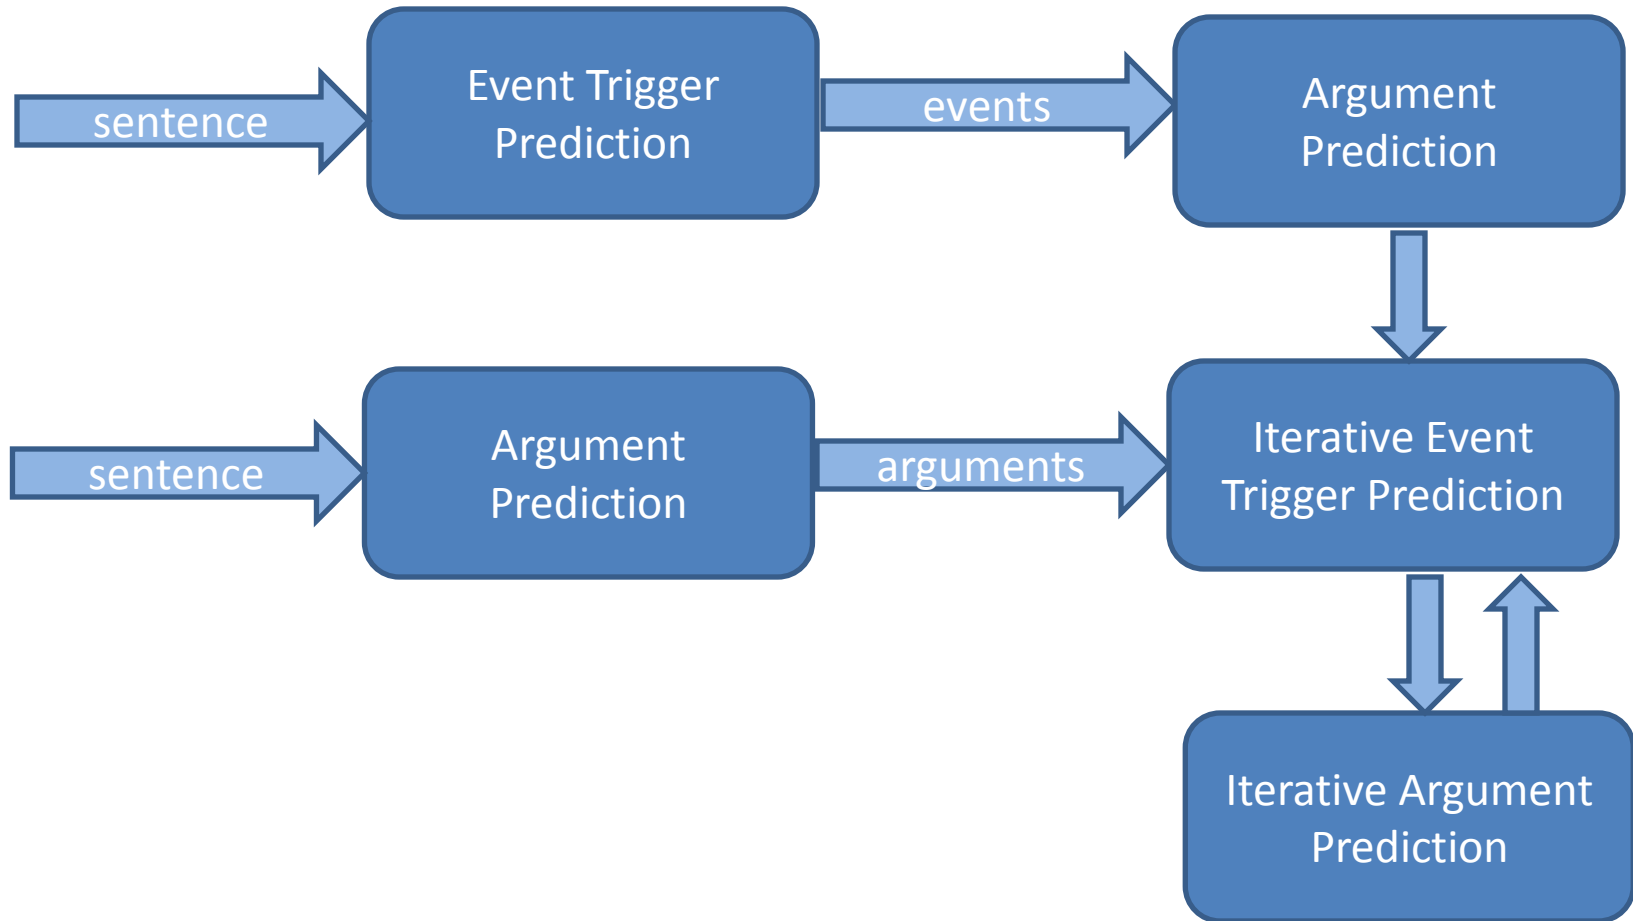 sentence
Event Trigger
Prediction
events
Argument
Prediction
sentence
Argument
Prediction
arguments
Iterative Event
Trigger Prediction
Iterative Argument
Prediction